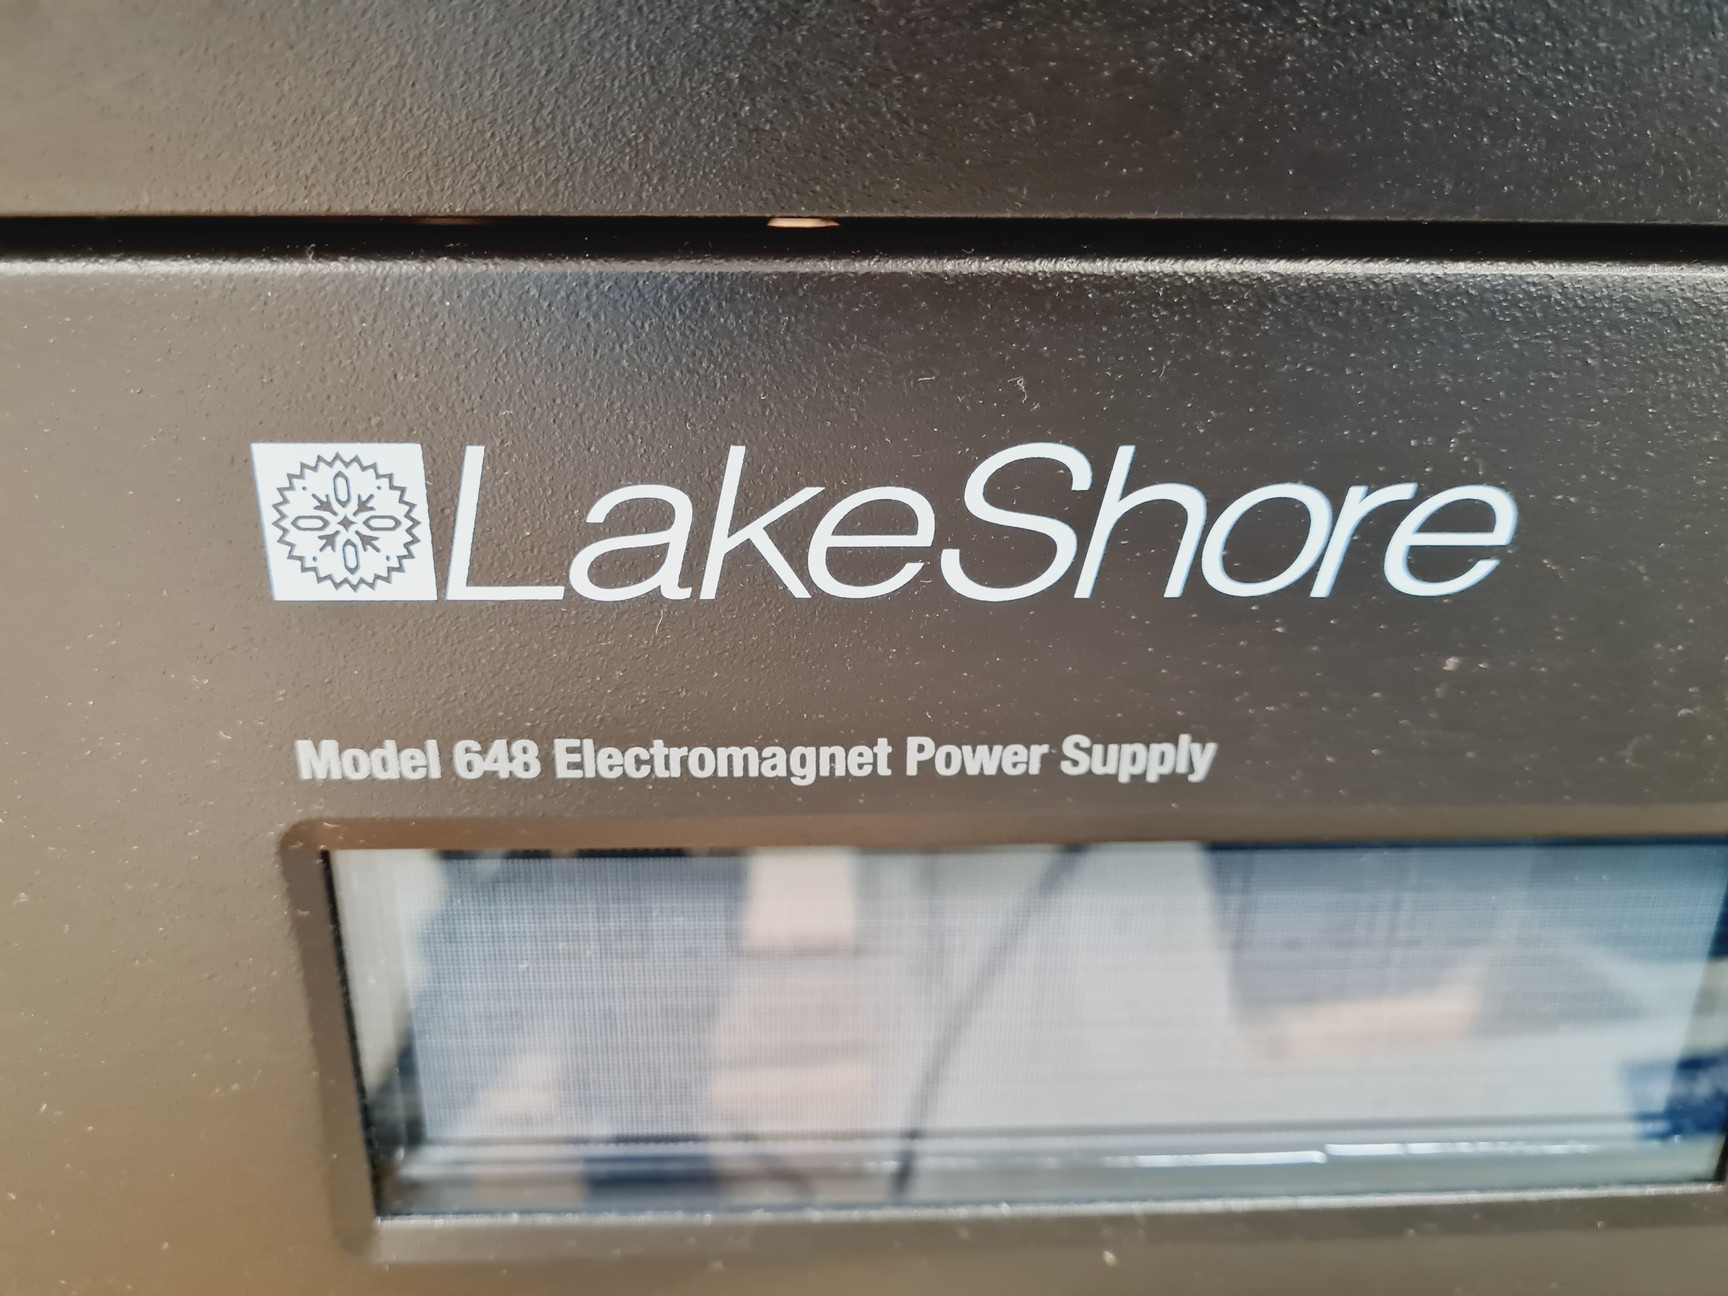 LakeShore
Model 648 Electromagnet Power Supply